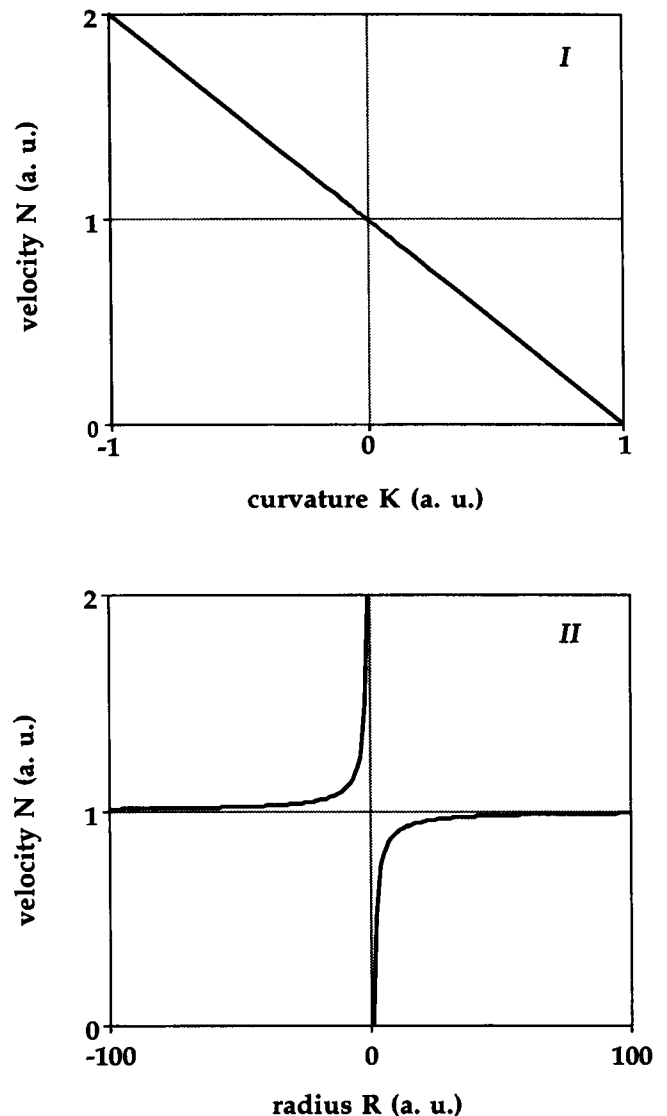 2
I
velocity N (a. u.)
1
0
-1
0
1
curvature K (a. u.)
2
II
velocity N (a. u.)
1
0
-100
0
100
radius R (a. u.)